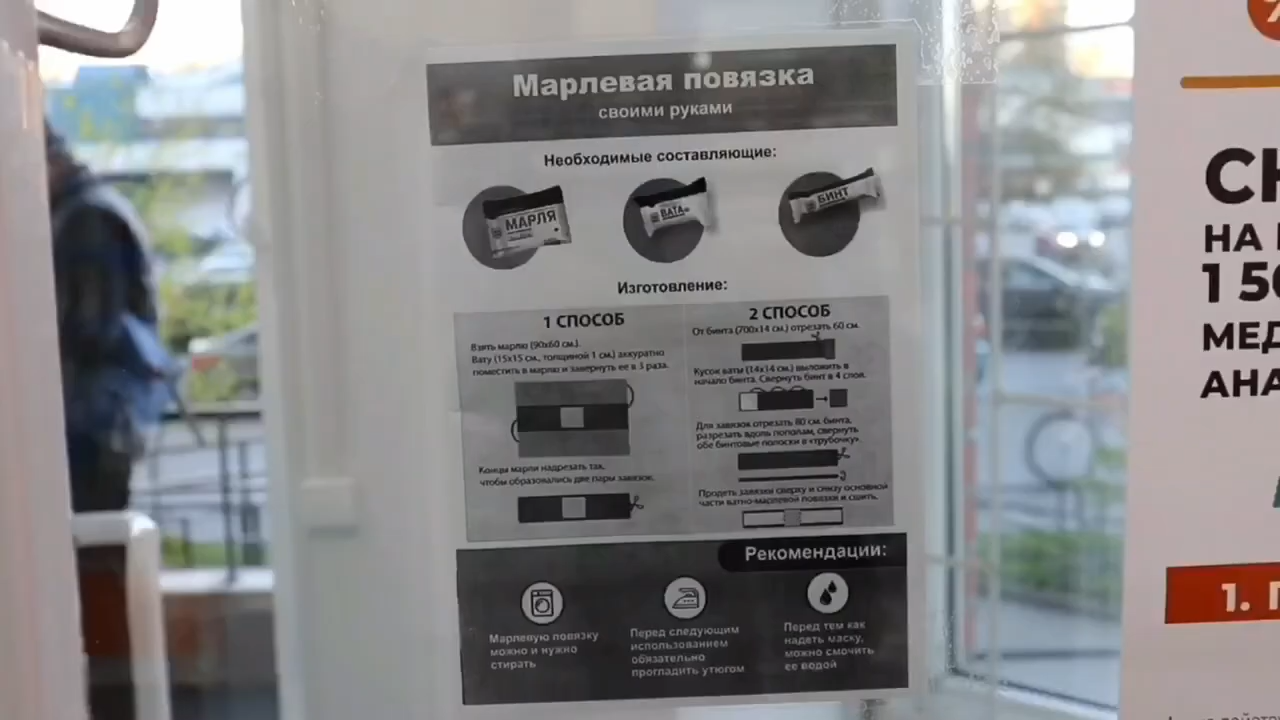 Марлевая повязка
своими руками
Необходимые составляющие:
МАРЛЯ
ВАТА
БИНТ
Изготовление:
1 СПОСОБ
Взять марлю (90х60 см.).
Вату (15х15 см., толщиной 1 см.) аккуратно
поместить в марлю и завернуть ее в 3 раза.
Концы марли надрезать так,
чтобы образовались две пары завязок.
2 СПОСОБ
От бинта (700х14 см.) отрезать 60 см.
Кусок ваты (14х14 см.) выложить в
начало бинта. Свернуть бинт в 4 слоя.
Для завязок отрезать 80 см. бинта,
разрезать вдоль пополам, свернуть
обе бинтовые полоски в «трубочку».
Продеть завязки сверху и снизу основной
части ватно-марлевой повязки и сшить.
Рекомендации:
Марлевую повязку
можно и нужно
стирать
Перед следующим
использованием
обязательно
прогладить утюгом
Перед тем как
надеть маску,
можно смочить
ее водой
НА
1 5
МЕД
АНА
1.